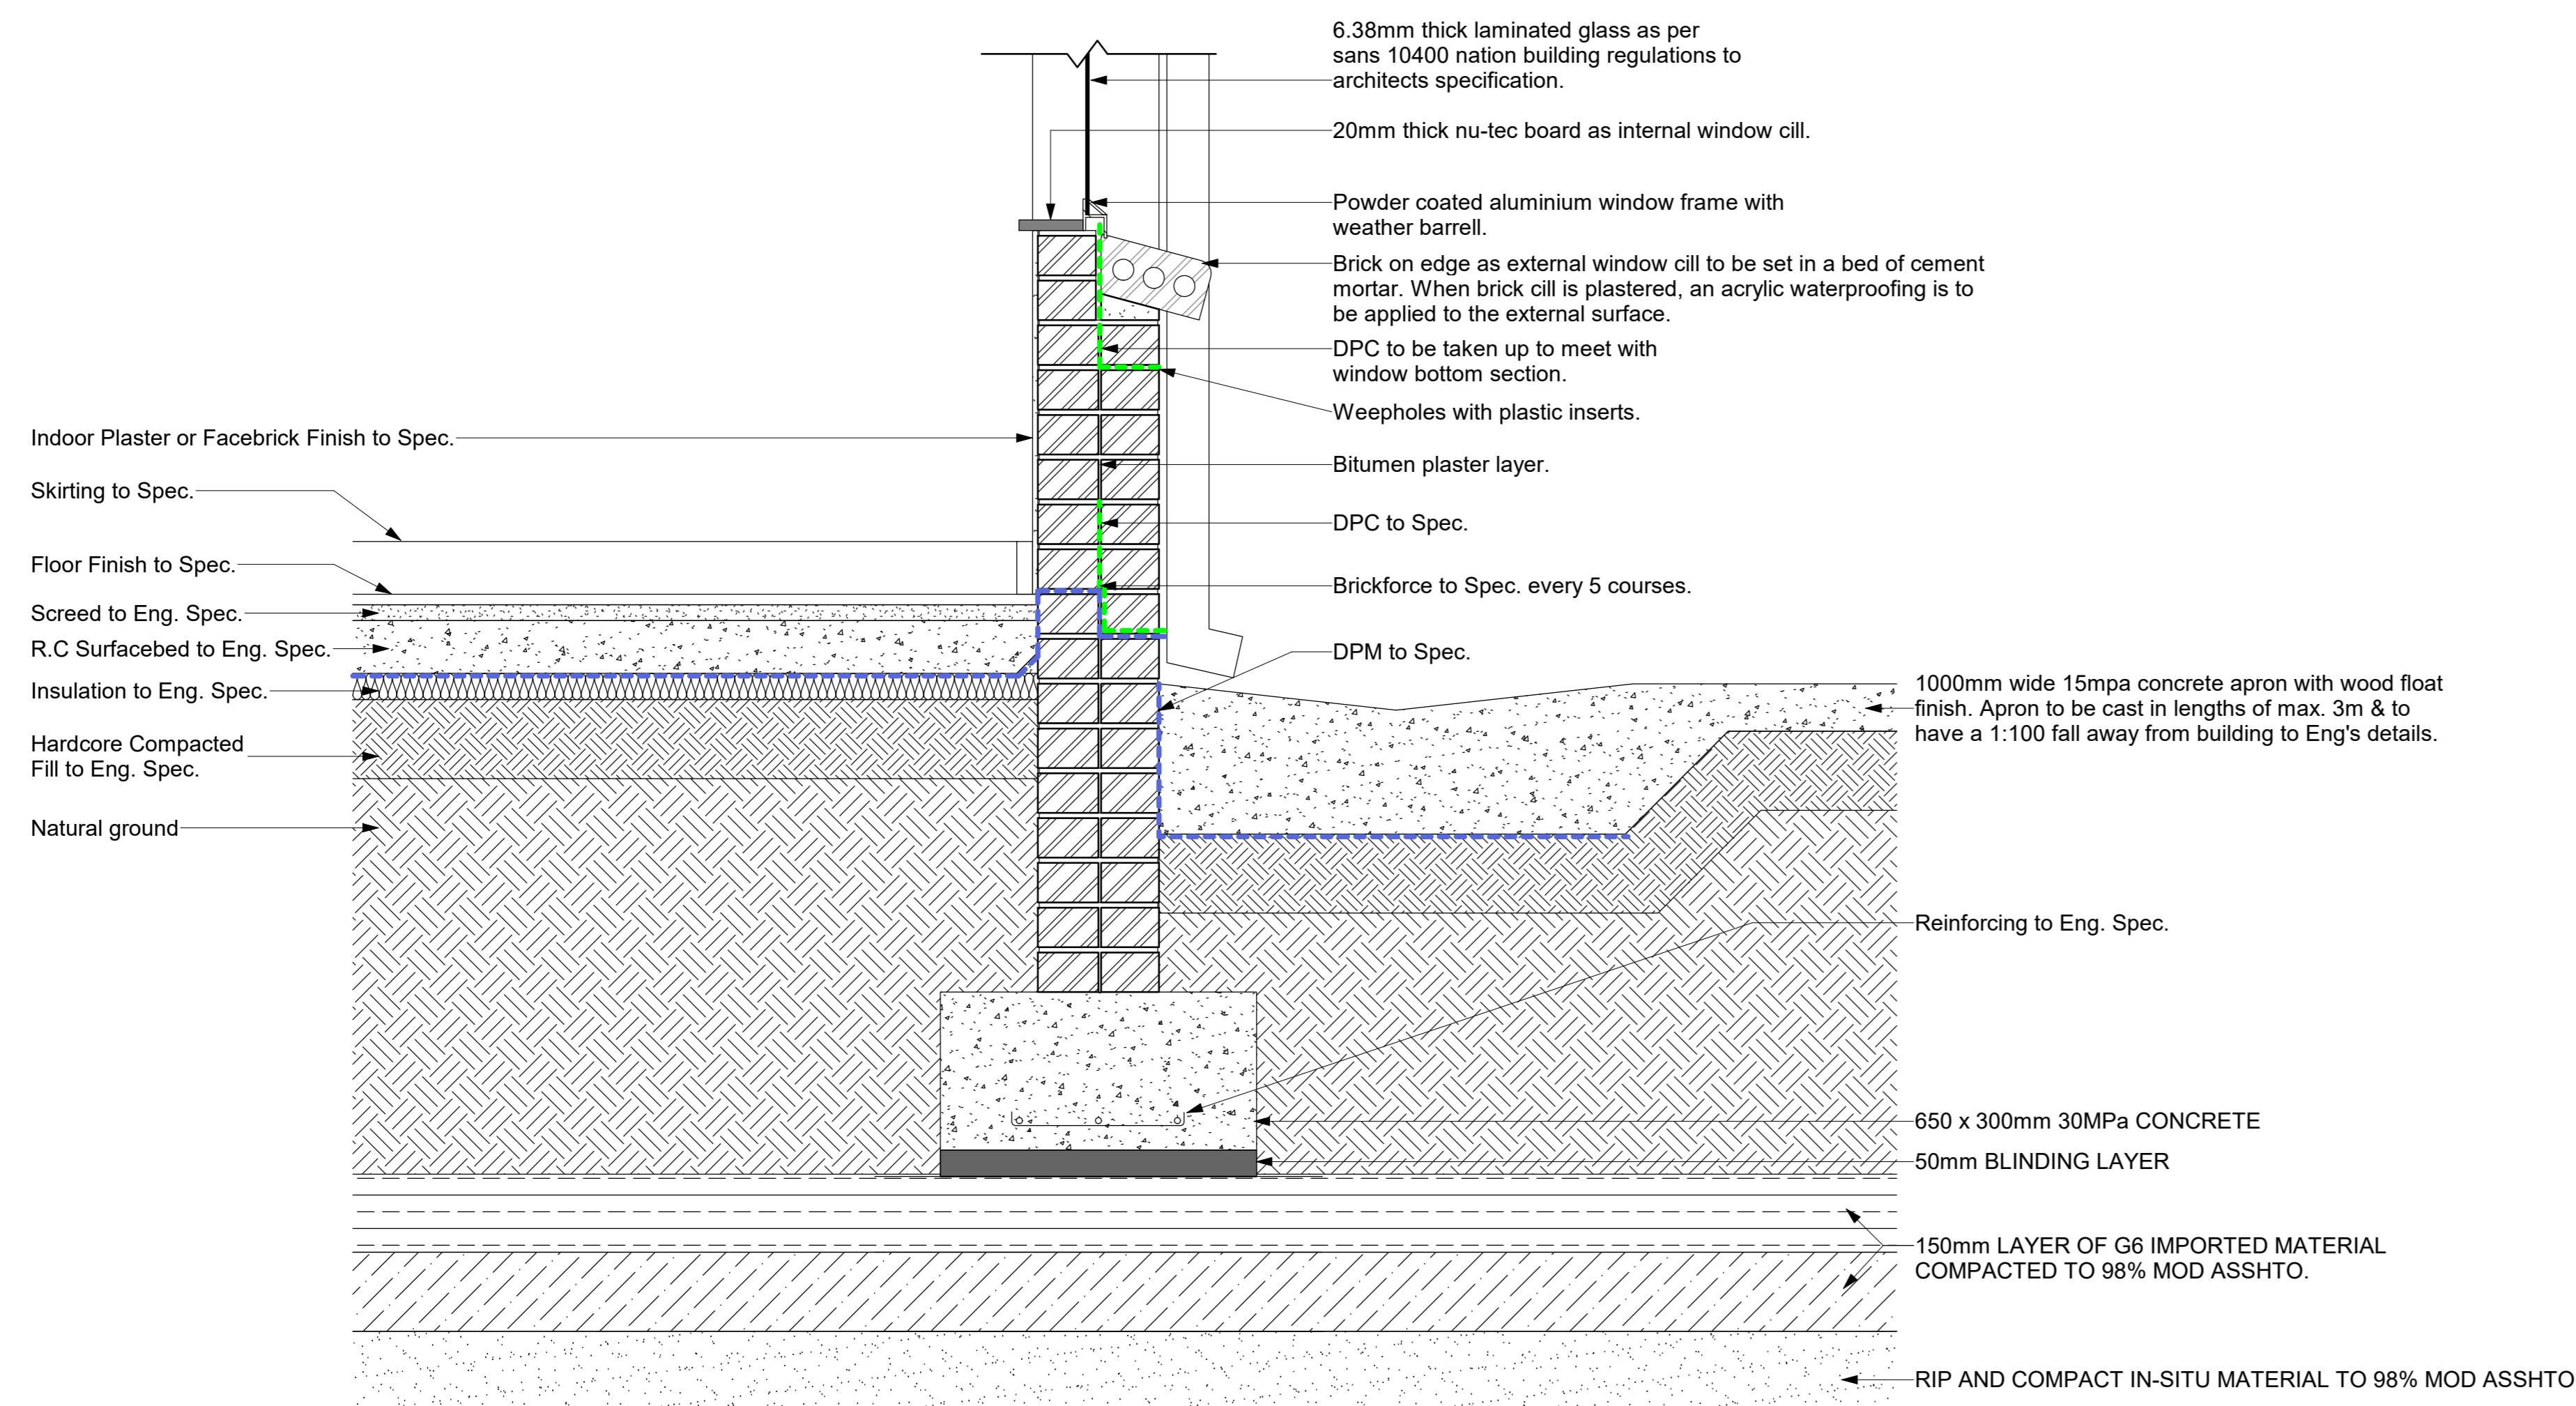 6.38mm thick laminated glass as per
sans 10400 nation building regulations to
architects specification.
20mm thick nu-tec board as internal window cill.
Powder coated aluminium window frame with
weather barrell.
Brick on edge as external window cill to be set in a bed of cement
mortar. When brick cill is plastered, an acrylic waterproofing is to
be applied to the external surface.
DPC to be taken up to meet with
window bottom section.
Weepholes with plastic inserts.
Bitumen plaster layer.
DPC to Spec.
Brickforce to Spec. every 5 courses.
DPM to Spec.
Indoor Plaster or Facebrick Finish to Spec.
Skirting to Spec.
Floor Finish to Spec.
Screed to Eng. Spec.
R.C Surfacebed to Eng. Spec.
Insulation to Eng. Spec.
Hardcore Compacted
Fill to Eng. Spec.
Natural ground
1000mm wide 15mpa concrete apron with wood float
finish. Apron to be cast in lengths of max. 3m & to
have a 1:100 fall away from building to Eng's details.
Reinforcing to Eng. Spec.
650 x 300mm 30MPa CONCRETE
50mm BLINDING LAYER
150mm LAYER OF G6 IMPORTED MATERIAL
COMPACTED TO 98% MOD ASSHTO.
RIP AND COMPACT IN-SITU MATERIAL TO 98% MOD ASSHTO